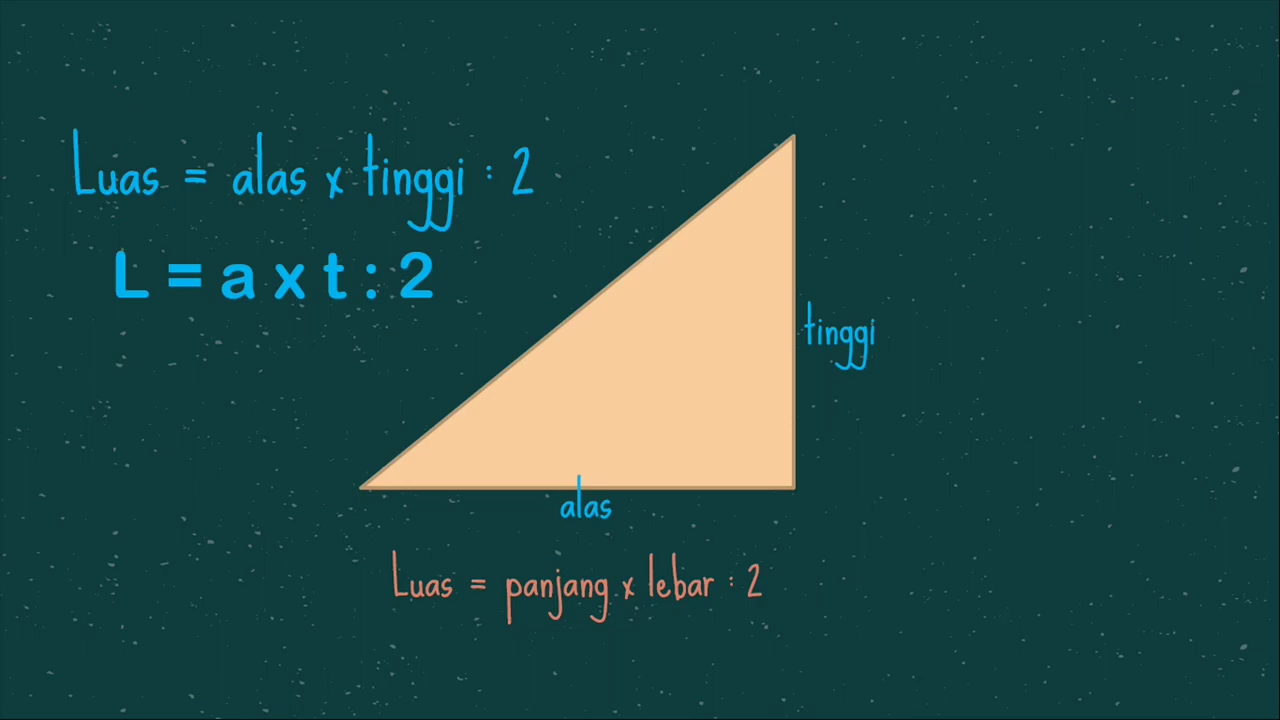 Luas = alas x tinggi : 2
L = a x t : 2
tinggi
alas
Luas = panjang x lebar : 2